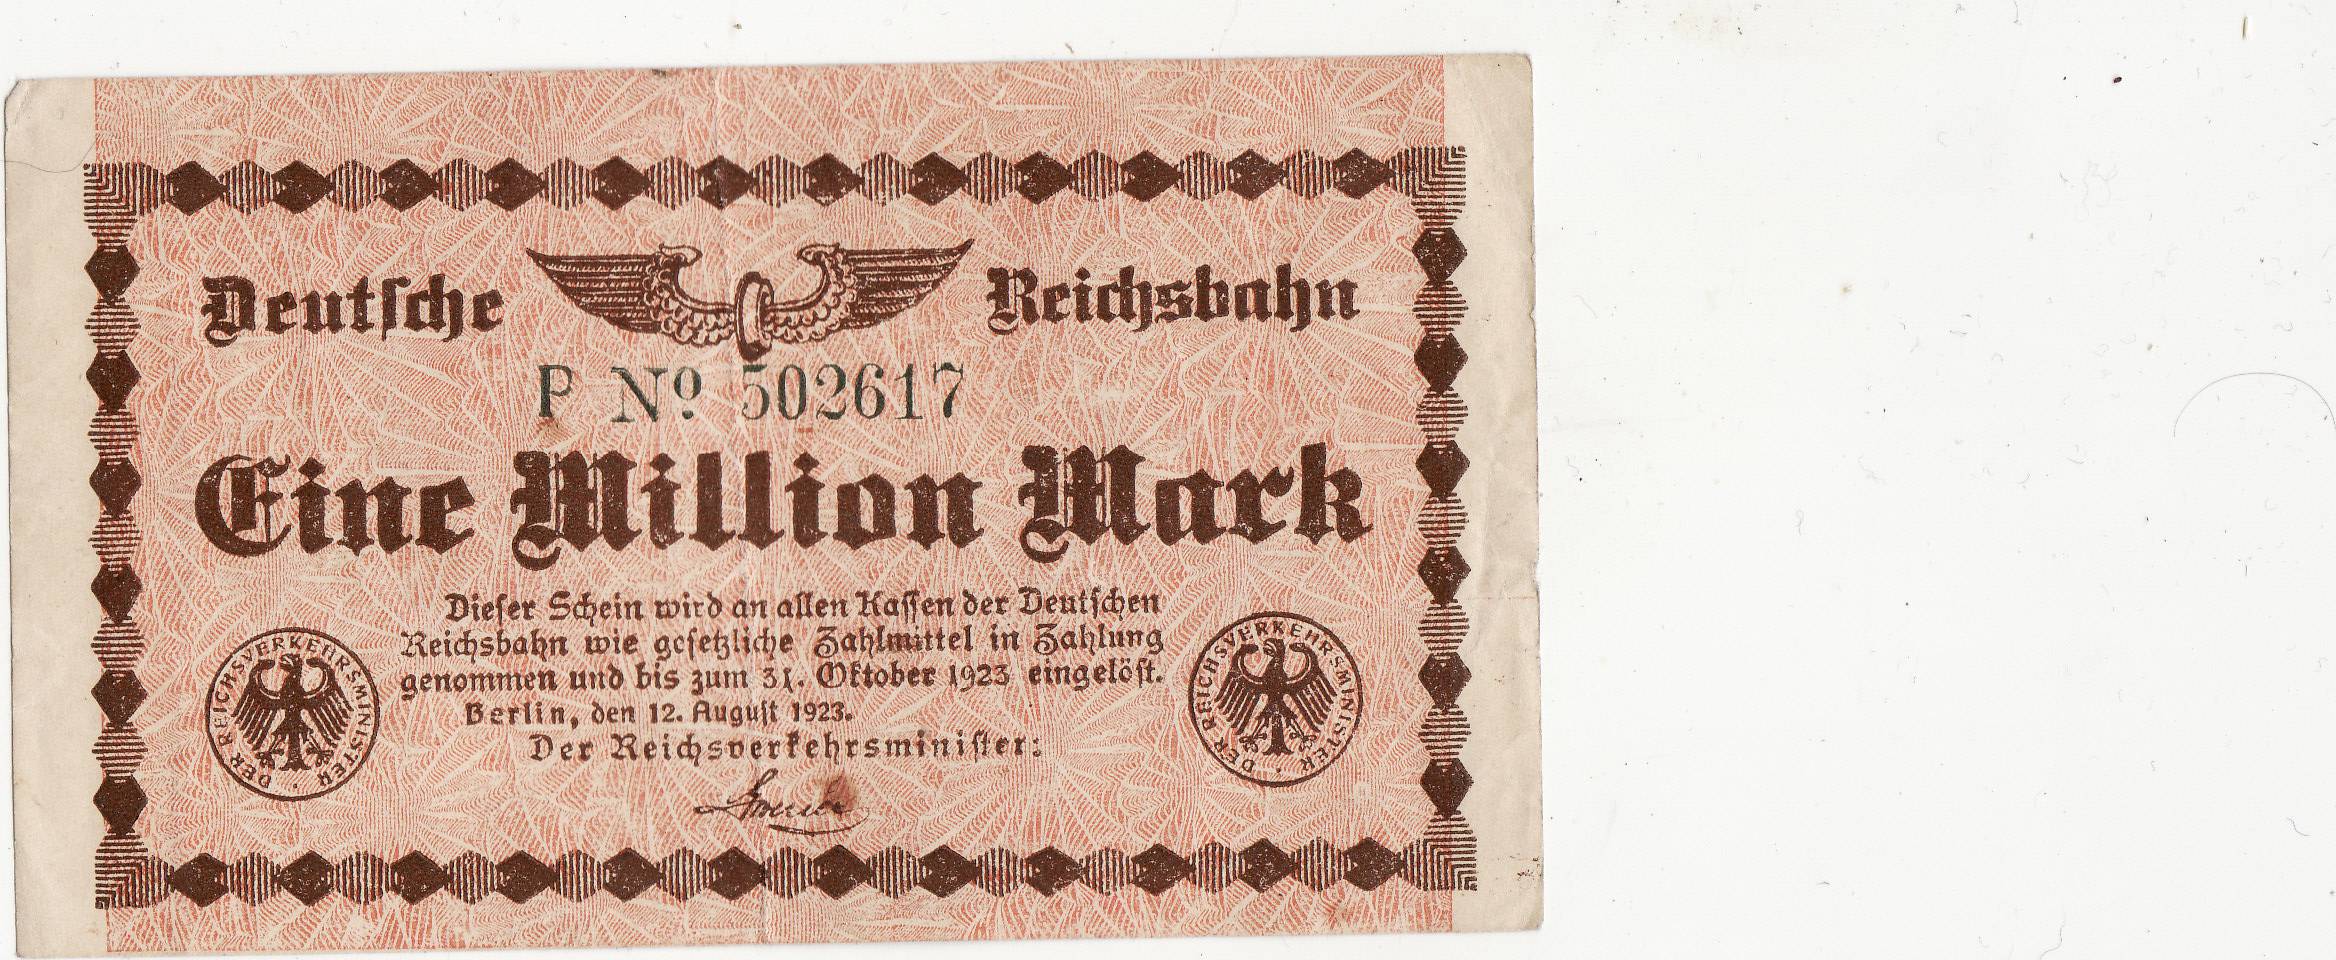 Deutsche Reichsbahn
P Nº 502617
Eine Million Mark
Dieser Schein wird an allen Kassen der Deutschen
Reichsbahn wie gesetzliche Zahlmittel in Zahlung
genommen und bis zum 31. Oktober 1923 eingelöst.
Berlin, den 12. August 1923.
Der Reichsverkehrsminister:
DER REICHSVERKEHRSMINISTER
DER REICHSVERKEHRSMINISTER